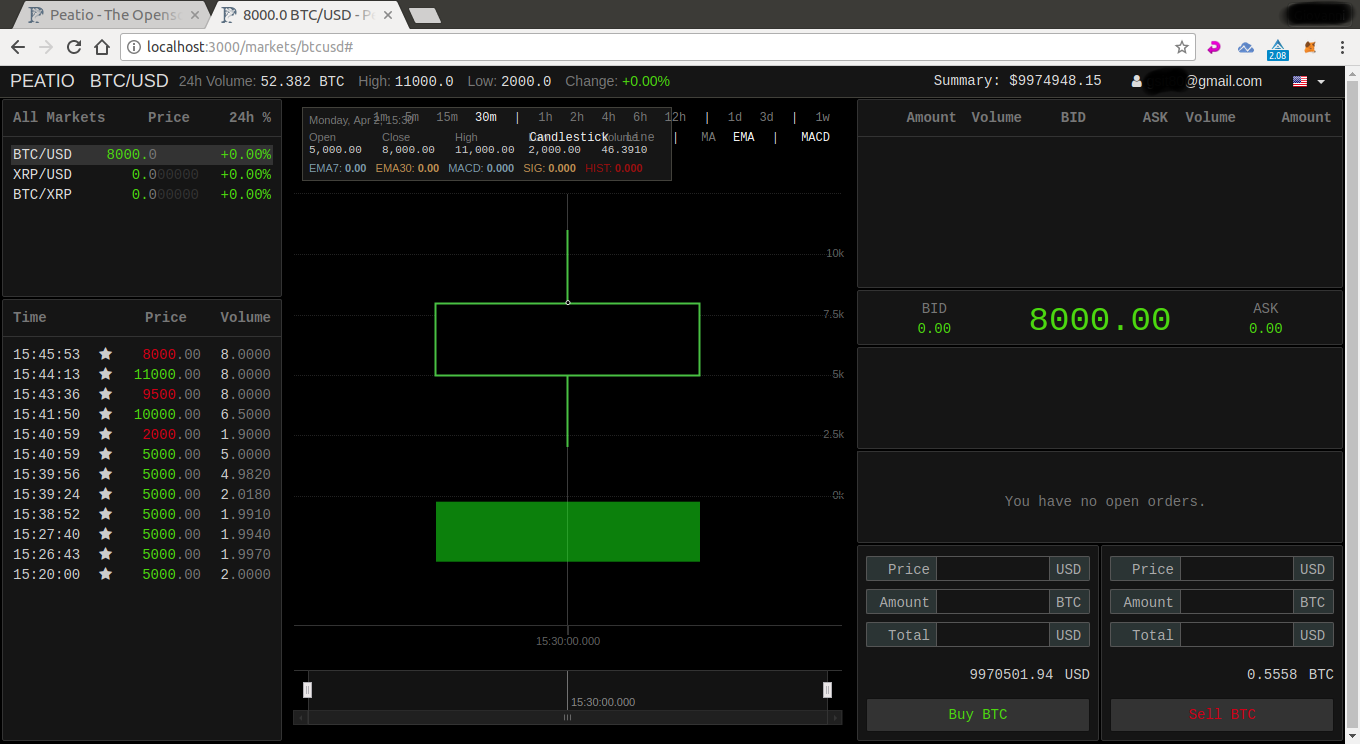 Peatio - The Openso
8000.0 BTC/USD - P
localhost:3000/markets/btcusd#
2.08
PEATIO BTC/USD 24h Volume: 52.382 BTC High: 11000.0 Low: 2000.0 Change: +0.00% Summary: $9974948.15 @gmail.com
All Markets Price 24h %
BTC/USD 8000.0 +0.00%
XRP/USD 0.000000 +0.00%
BTC/XRP 0.000000 +0.00%
Time Price Volume
15:45:53 ★ 8000.00 8.0000
15:44:13 ★ 11000.00 8.0000
15:43:36 ★ 9500.00 8.0000
15:41:50 ★ 10000.00 6.5000
15:40:59 ★ 2000.00 1.9000
15:40:59 ★ 5000.00 5.0000
15:39:56 ★ 5000.00 4.9820
15:39:24 ★ 5000.00 2.0180
15:38:52 ★ 5000.00 1.9910
15:27:40 ★ 5000.00 1.9940
15:26:43 ★ 5000.00 1.9970
15:20:00 ★ 5000.00 2.0000
1m 5m 15m 30m | 1h 2h 4h 6h 12h | 1d 3d | 1w
Monday, Apr 2, 15:30
Candlestick Line | MA EMA | MACD
Open Close High Volume
5,000.00 8,000.00 11,000.00 2,000.00 46.3910
EMA7: 0.00 EMA30: 0.00 MACD: 0.00 SIG: 0.000 HIST: 0.000
10k
7.5k
5k
2.5k
0k
15:30:00.000
15:30:00.000
Amount Volume BID ASK Volume Amount
BID 8000.00 ASK
0.00 0.00
You have no open orders.
Price USD
Amount BTC
Total USD
9970501.94 USD
Buy BTC
Price USD
Amount BTC
Total USD
0.5558 BTC
Sell BTC